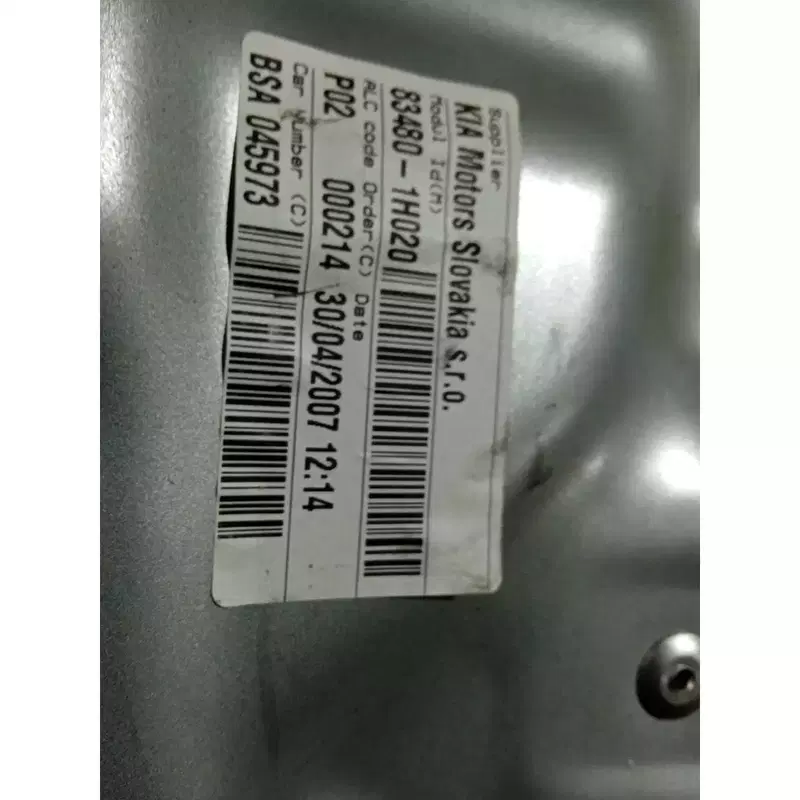 Supplier
KIA Motors Slovakia s.r.o.
Modul Id(M)
83480-1H020
ALC code Order(C) Date
P02 000214 30/04/2007 12:14
Car Number (C)
BSA 045973